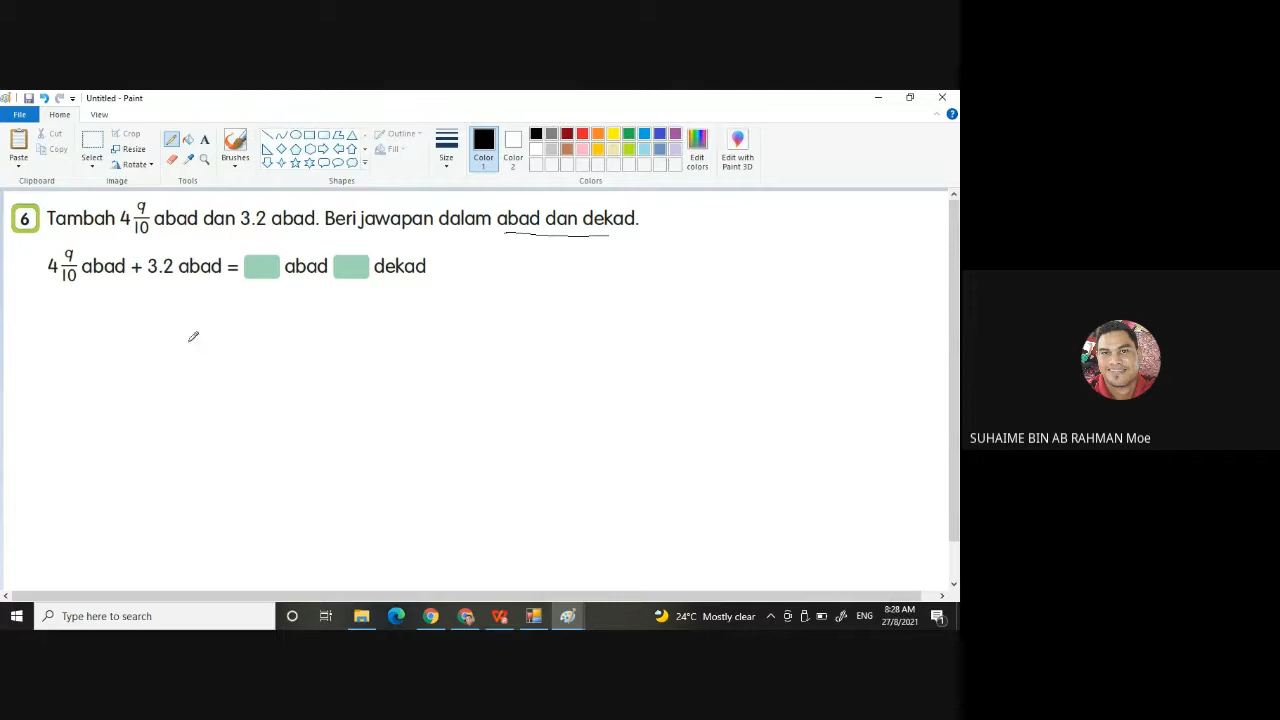 Untitled - Paint
File Home View
Paste Cut Copy Clipboard
Select Crop Resize Rotate Image
Tools
Brushes
Outline Fill Shapes
Size
Color 1 Color 2
Edit colors
Edit with Paint 3D
Colors
6 Tambah 4 9/10 abad dan 3.2 abad. Beri jawapan dalam abad dan dekad.
4 9/10 abad + 3.2 abad = abad dekad
SUHAIME BIN AB RAHMAN Moe
Type here to search
24°C Mostly clear ENG 8:28 AM
27/8/2021
1